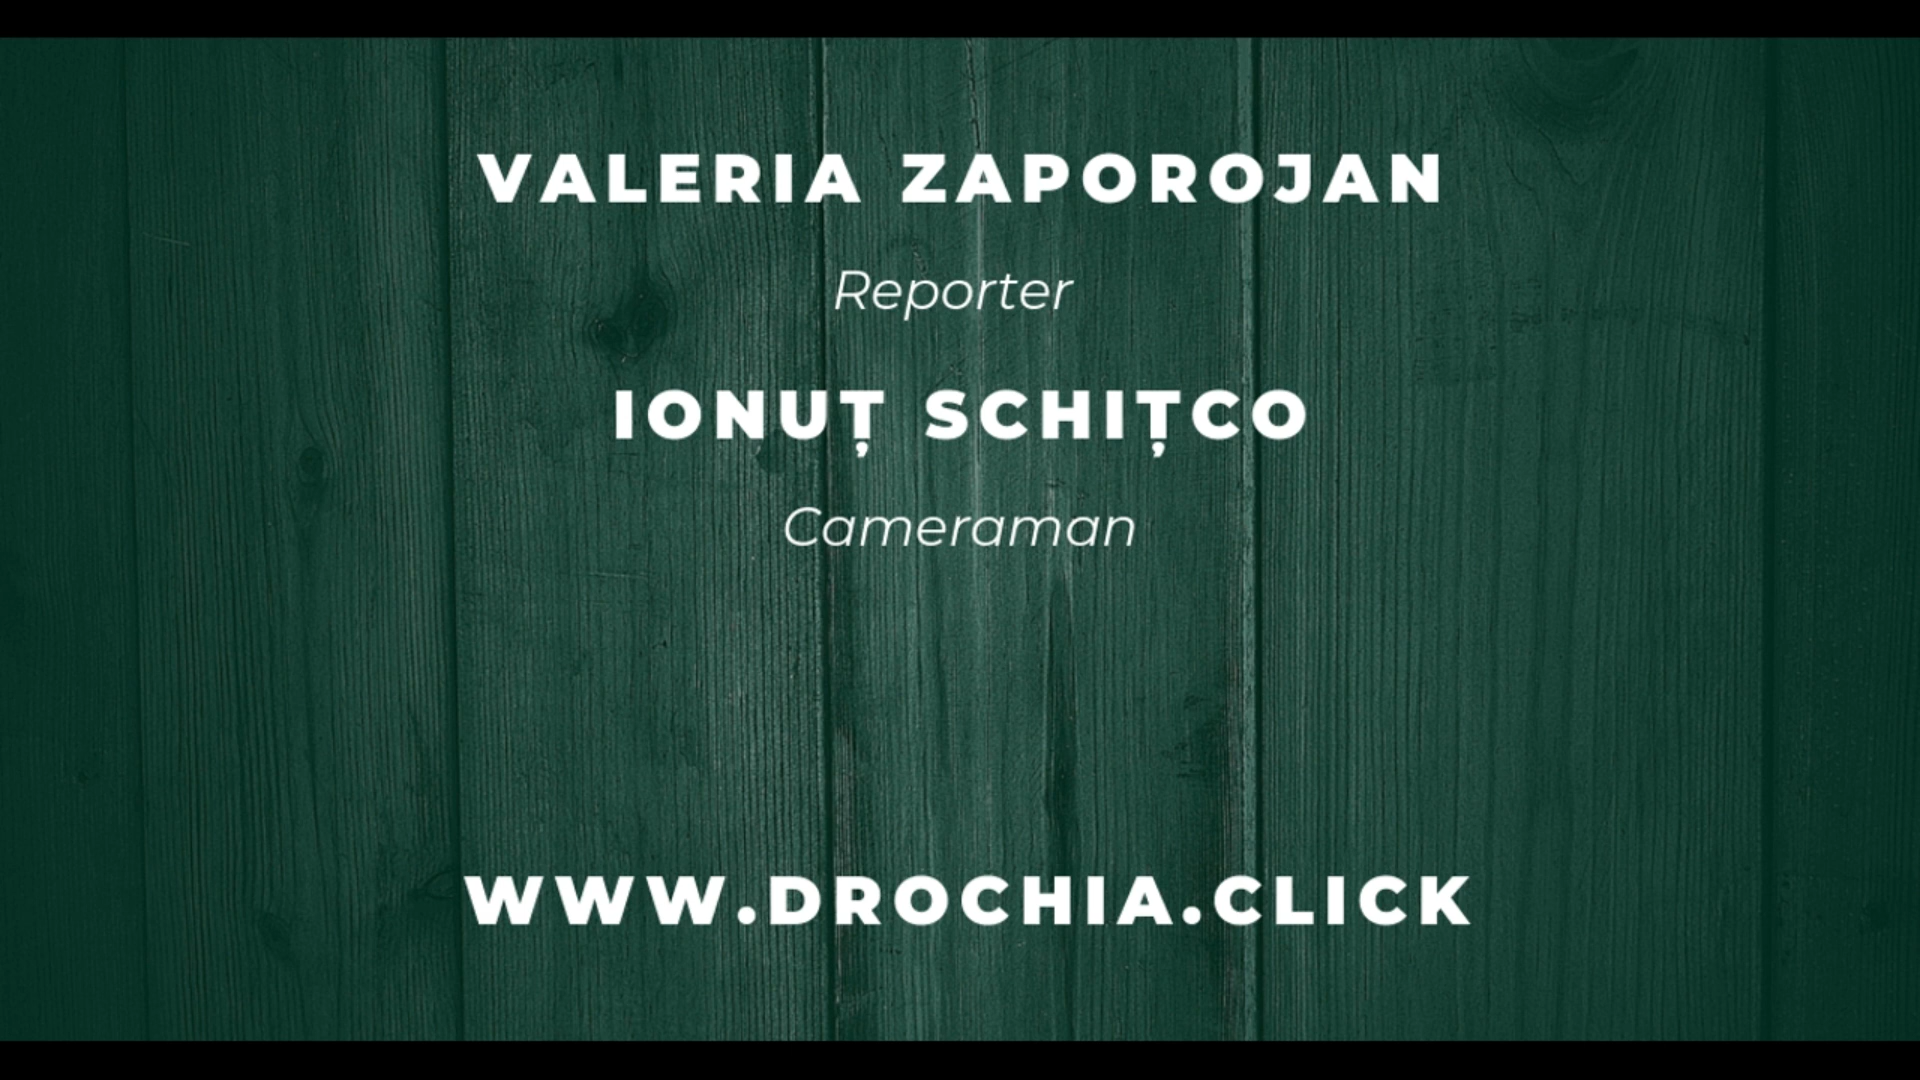 VALERIA ZAPOROJAN
Reporter
IONUȚ SCHIȚCO
Cameraman
WWW.DROCHIA.CLICK